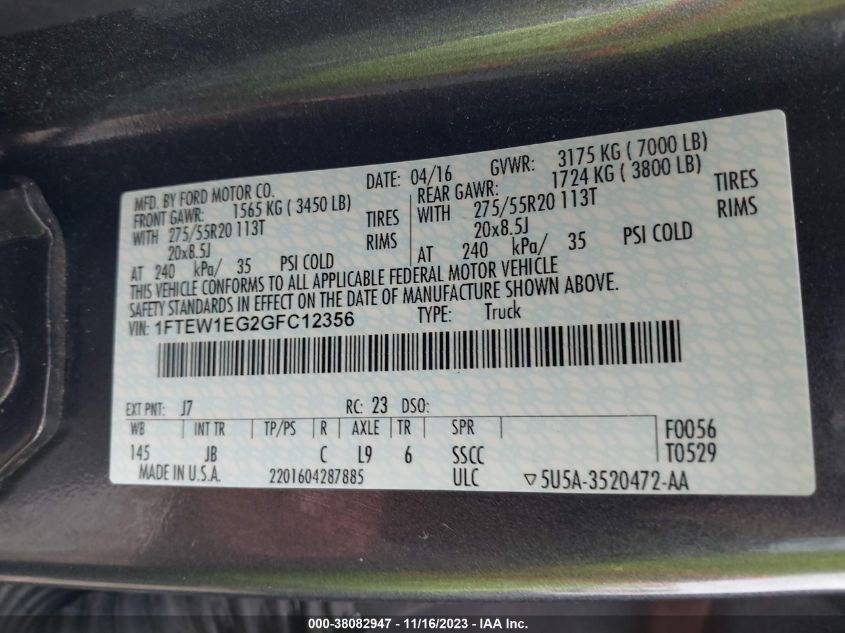 MFD. BY FORD MOTOR CO. DATE: 04/16 GVWR: 3175 KG ( 7000 LB)
FRONT GAWR: 1565 KG ( 3450 LB) REAR GAWR: 1724 KG ( 3800 LB)
WITH 275/55R20 113T TIRES WITH 275/55R20 113T TIRES
20x8.5J RIMS 20x8.5J RIMS
AT 240 kPa/ 35 PSI COLD AT 240 kPa/ 35 PSI COLD
THIS VEHICLE CONFORMS TO ALL APPLICABLE FEDERAL MOTOR VEHICLE
SAFETY STANDARDS IN EFFECT ON THE DATE OF MANUFACTURE SHOWN ABOVE.
VIN: 1FTEW1EG2GFC12356 TYPE: Truck
EXT PNT: J7 RC: 23 DSO:
WB INT TR TP/PS R AXLE TR SPR F0056
145 JB C L9 6 SSCC T0529
MADE IN U.S.A. 2201604287885 ULC ▽5U5A-3520472-AA
000-38082947 - 11/16/2023 - IAA Inc.